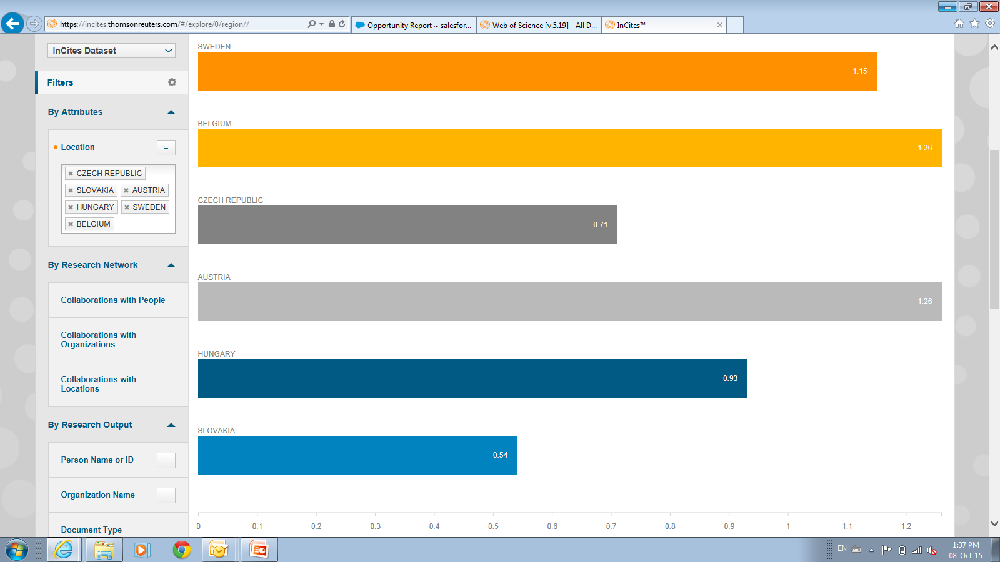 https://incites.thomsonreuters.com/#/explore/0/region//
Opportunity Report ~ salesfor...
Web of Science [v.5.19] - All D...
InCites™
InCites Dataset
Filters
By Attributes
Location
=
CZECH REPUBLIC
SLOVAKIA
AUSTRIA
HUNGARY
SWEDEN
BELGIUM
By Research Network
Collaborations with People
Collaborations with
Organizations
Collaborations with
Locations
By Research Output
Person Name or ID
=
Organization Name
=
Document Type
SWEDEN
1.15
BELGIUM
1.26
CZECH REPUBLIC
0.71
AUSTRIA
1.26
HUNGARY
0.93
SLOVAKIA
0.54
0 0.1 0.2 0.3 0.4 0.5 0.6 0.7 0.8 0.9 1 1.1 1.2
EN
1:37 PM
08-Oct-15